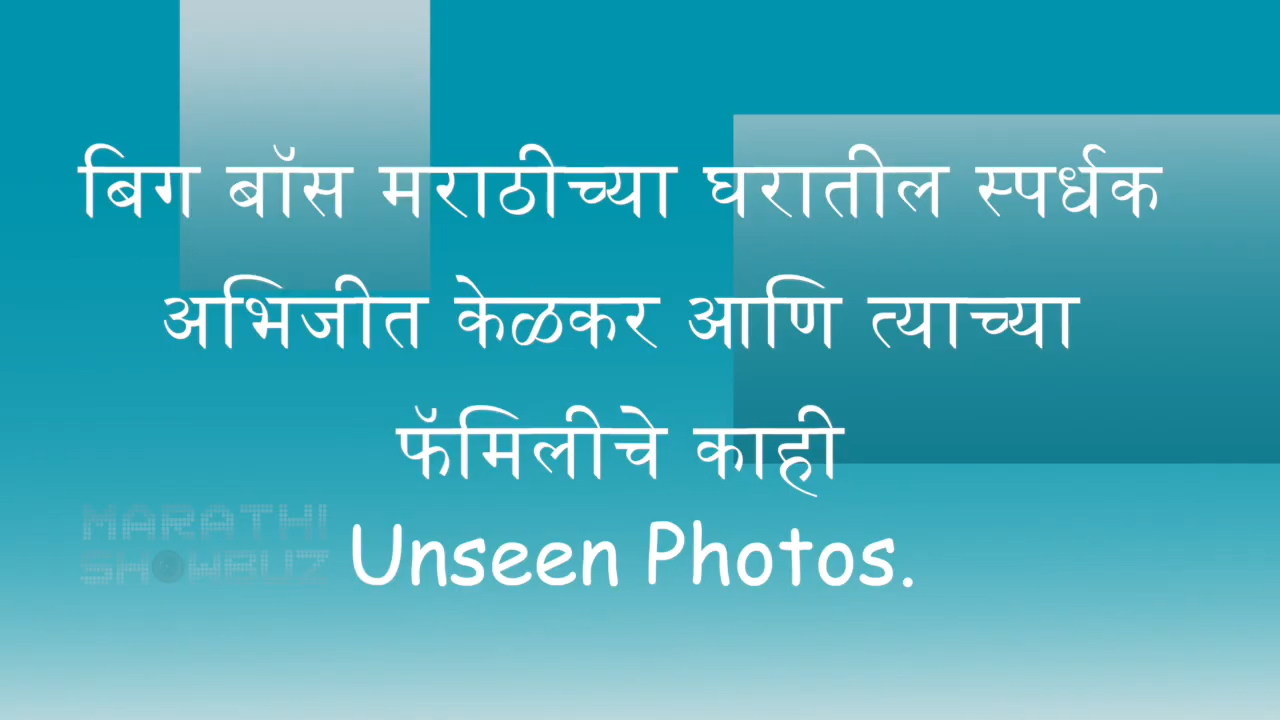 बिग बॉस मराठीच्या घरातील स्पर्धक
अभिजीत केळकर आणि त्याच्या
फॅमिलीचे काही
Unseen Photos.
MARATHI
SHOWBUZ